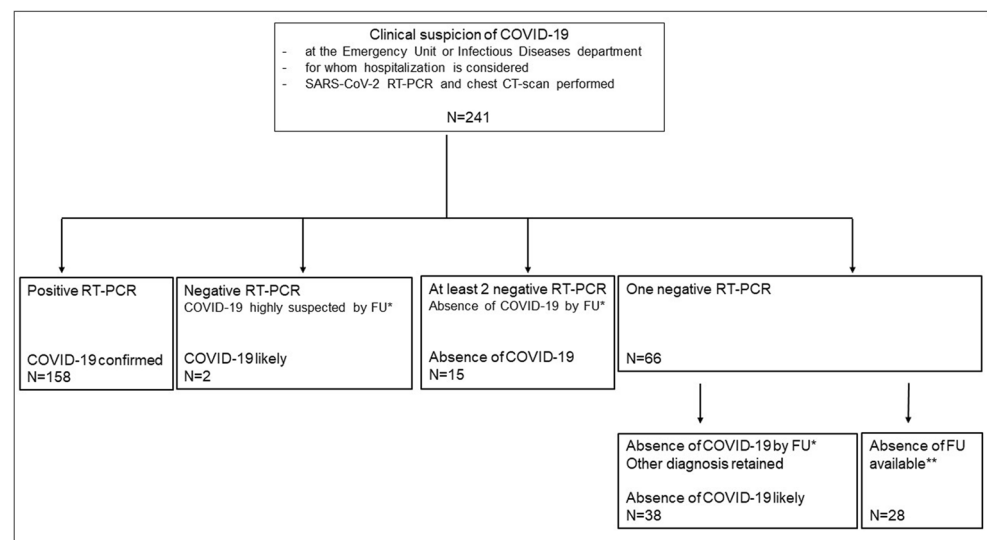 Clinical suspicion of COVID-19
- at the Emergency Unit or Infectious Diseases department
- for whom hospitalization is considered
- SARS-CoV-2 RT-PCR and chest CT-scan performed
N=241
Positive RT-PCR
COVID-19 confirmed
N=158
Negative RT-PCR
COVID-19 highly suspected by FU*
COVID-19 likely
N=2
At least 2 negative RT-PCR
Absence of COVID-19 by FU*
Absence of COVID-19
N=15
One negative RT-PCR
N=66
Absence of COVID-19 by FU*
Other diagnosis retained
Absence of COVID-19 likely
N=38
Absence of FU
available**
N=28